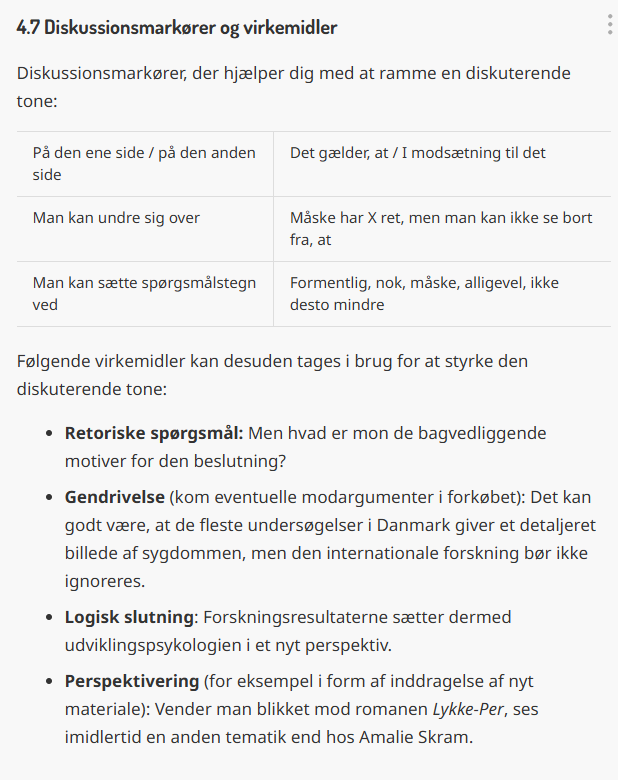 4.7 Diskussionsmarkører og virkemidler
Diskussionsmarkører, der hjælper dig med at ramme en diskuterende
tone:
På den ene side / på den anden
side
Det gælder, at / I modsætning til det
Man kan undre sig over
Måske har X ret, men man kan ikke se bort
fra, at
Man kan sætte spørgsmålstegn
ved
Formentlig, nok, måske, alligevel, ikke
desto mindre
Følgende virkemidler kan desuden tages i brug for at styrke den
diskuterende tone:
• Retoriske spørgsmål: Men hvad er mon de bagvedliggende
motiver for den beslutning?
• Gendrivelse (kom eventuelle modargumenter i forkøbet): Det kan
godt være, at de fleste undersøgelser i Danmark giver et detaljeret
billede af sygdommen, men den internationale forskning bør ikke
ignoreres.
• Logisk slutning: Forskningsresultaterne sætter dermed
udviklingspsykologien i et nyt perspektiv.
• Perspektivering (for eksempel i form af inddragelse af nyt
materiale): Vender man blikket mod romanen Lykke-Per, ses
imidlertid en anden tematik end hos Amalie Skram.